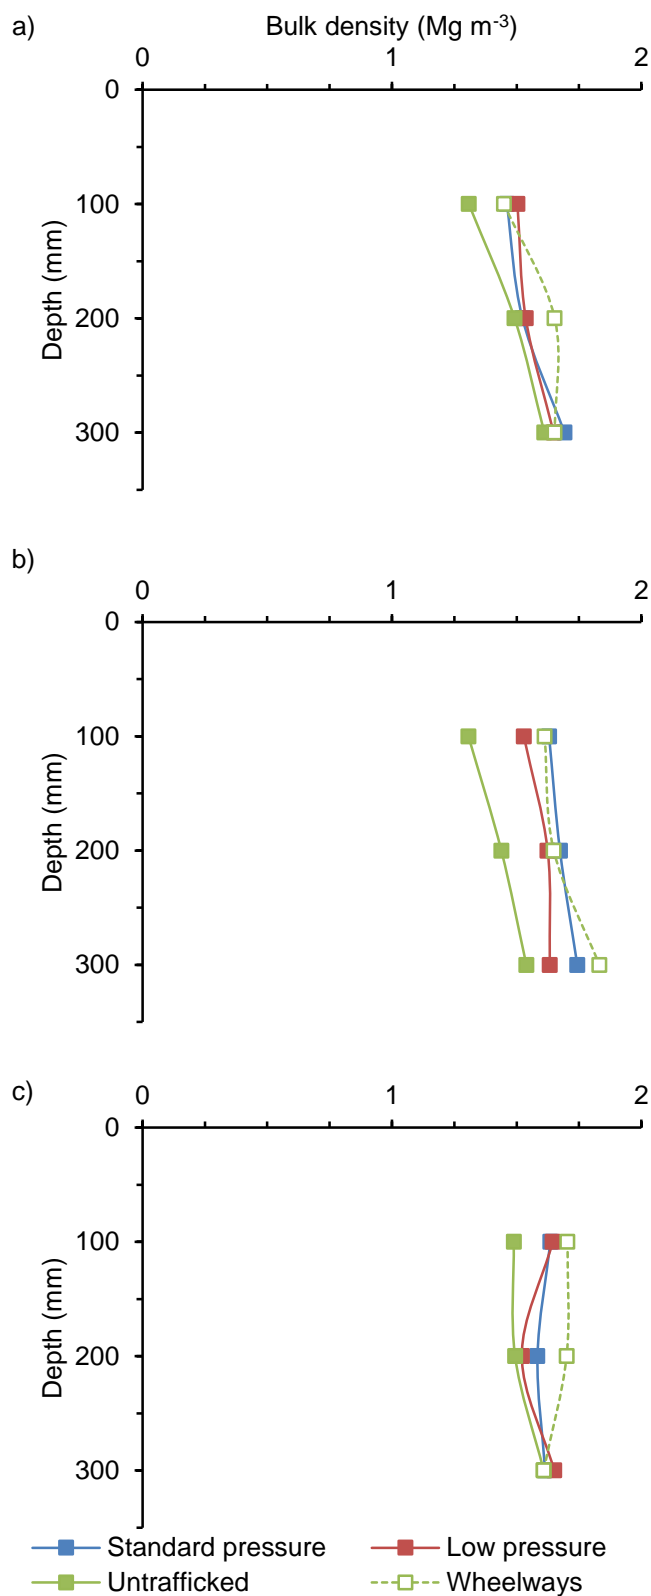 a) Bulk density (Mg m-3)
0 1 2
0
100
200
300
Depth (mm)
b)
0 1 2
0
100
200
300
Depth (mm)
c)
0 1 2
0
100
200
300
Depth (mm)
Standard pressure Low pressure
Untrafficked Wheelways